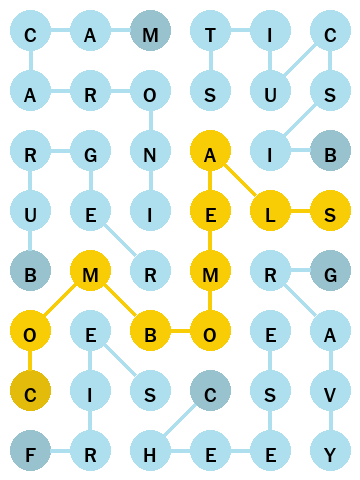 C A M T I C
A R O S U S
R G N A I B
U E I E L S
B M R M R G
O E B O E A
C I S C S V
F R H E E Y